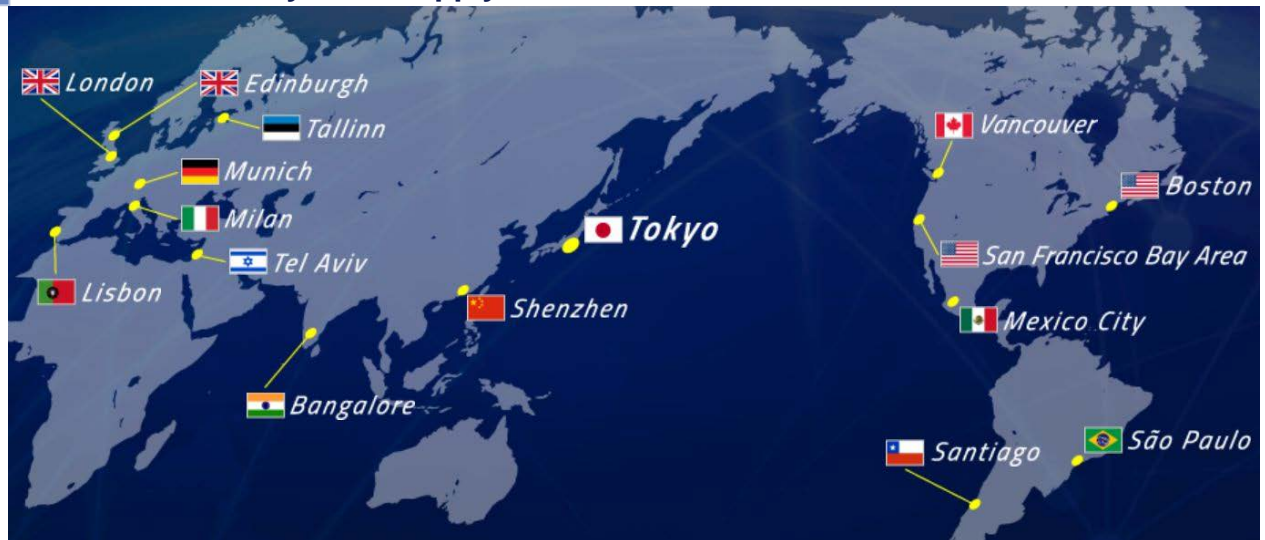 London
Edinburgh
Tallinn
Munich
Milan
Tel Aviv
Lisbon
Bangalore
Shenzhen
Tokyo
Vancouver
Boston
San Francisco Bay Area
Mexico City
Santiago
São Paulo